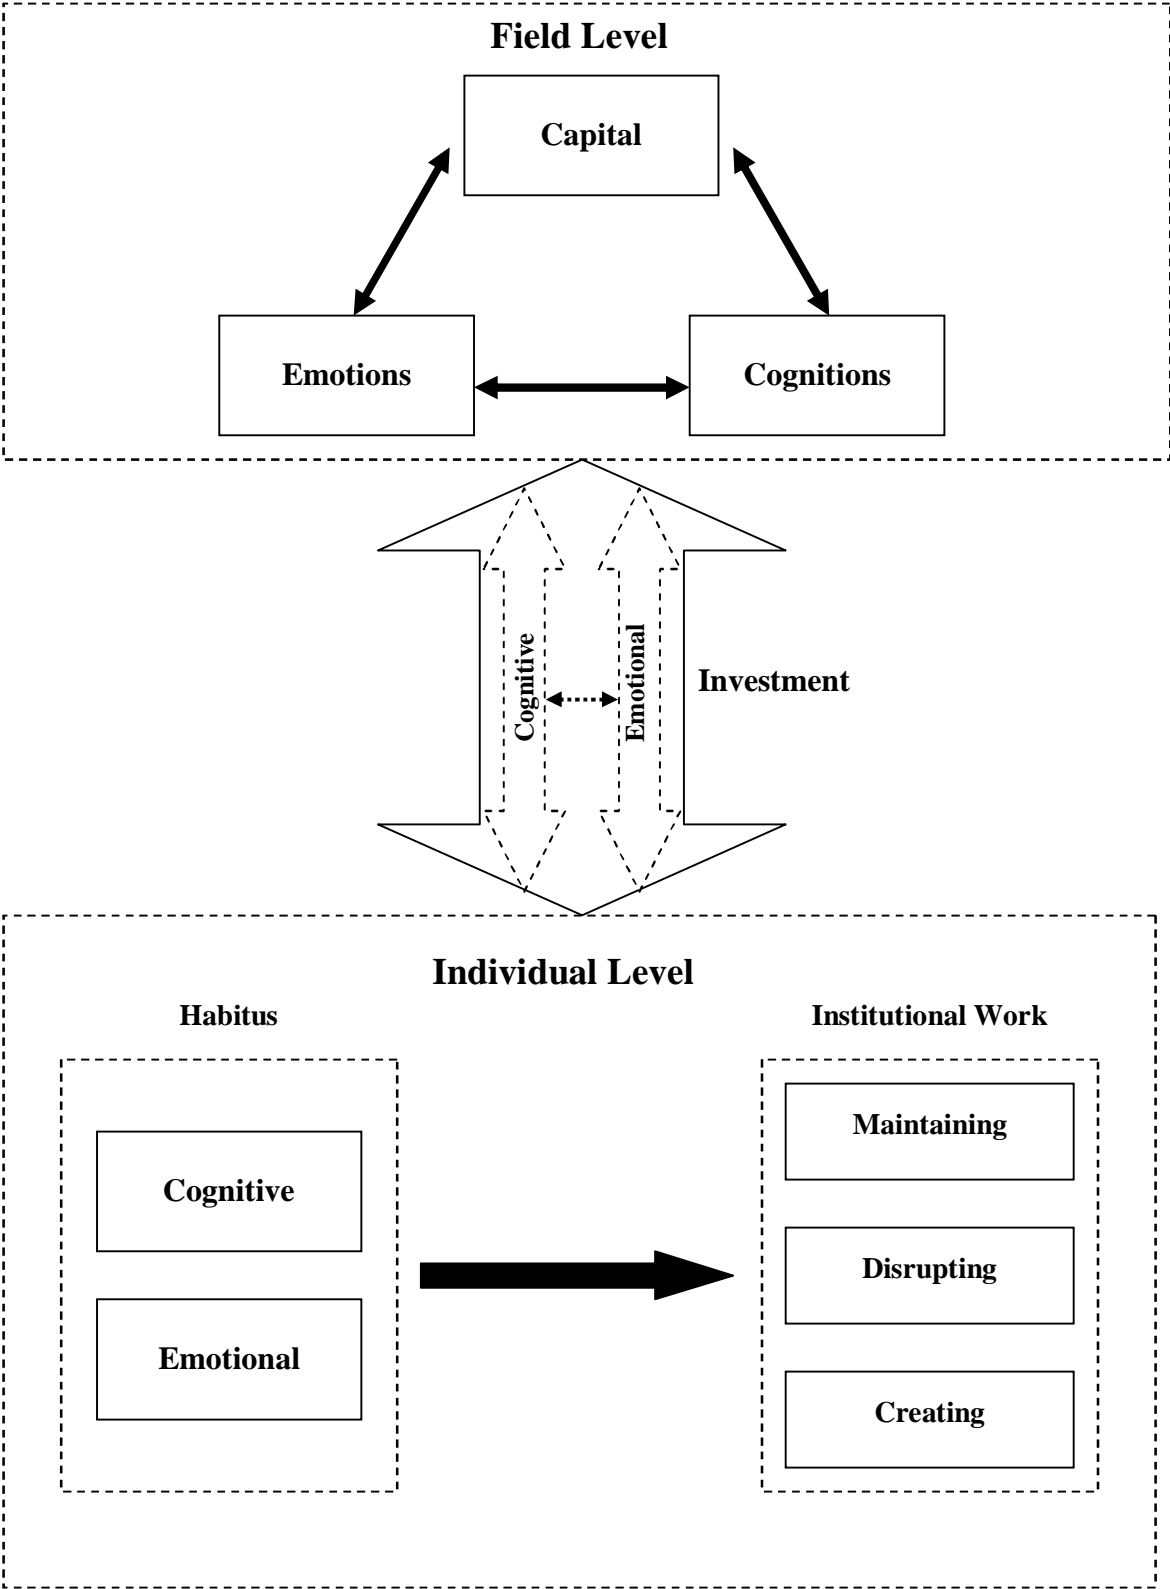 Field Level
Capital
Emotions
Cognitions
Cognitive
Emotional
Investment
Individual Level
Habitus
Institutional Work
Cognitive
Emotional
Maintaining
Disrupting
Creating